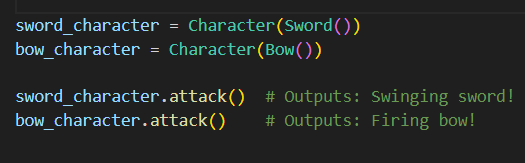 sword_character = Character(Sword())
bow_character = Character(Bow())
sword_character.attack()  # Outputs: Swinging sword!
bow_character.attack()    # Outputs: Firing bow!